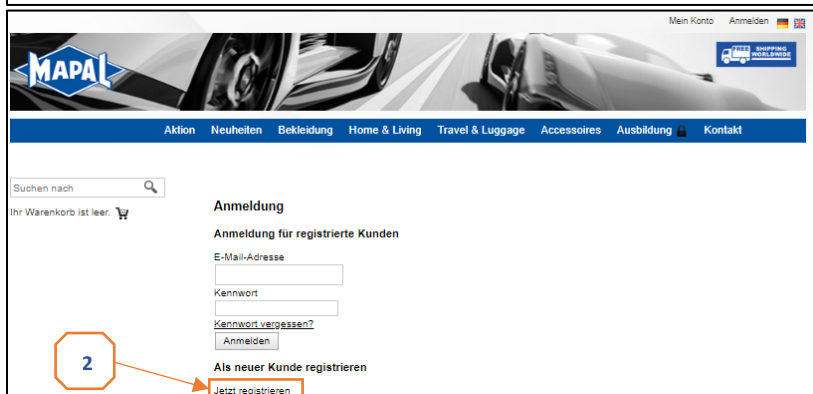 Mein Konto Anmelden
MAPAL
FREE SHIPPING
WORLDWIDE
Aktion Neuheiten Bekleidung Home & Living Travel & Luggage Accessoires Ausbildung Kontakt
Suchen nach
Ihr Warenkorb ist leer.
Anmeldung
Anmeldung für registrierte Kunden
E-Mail-Adresse
Kennwort
Kennwort vergessen?
Anmelden
Als neuer Kunde registrieren
2
Jetzt registrieren